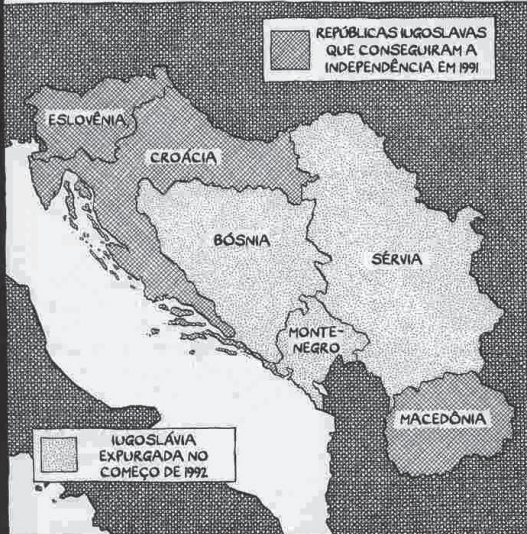 REPÚBLICAS IUGOSLAVAS
QUE CONSEGUIRAM A
INDEPENDÊNCIA EM 1991
ESLOVÊNIA
CROÁCIA
BÓSNIA
SÉRVIA
MONTE-
NEGRO
MACEDÔNIA
IUGOSLÁVIA
EXPURGADA NO
COMEÇO DE 1992